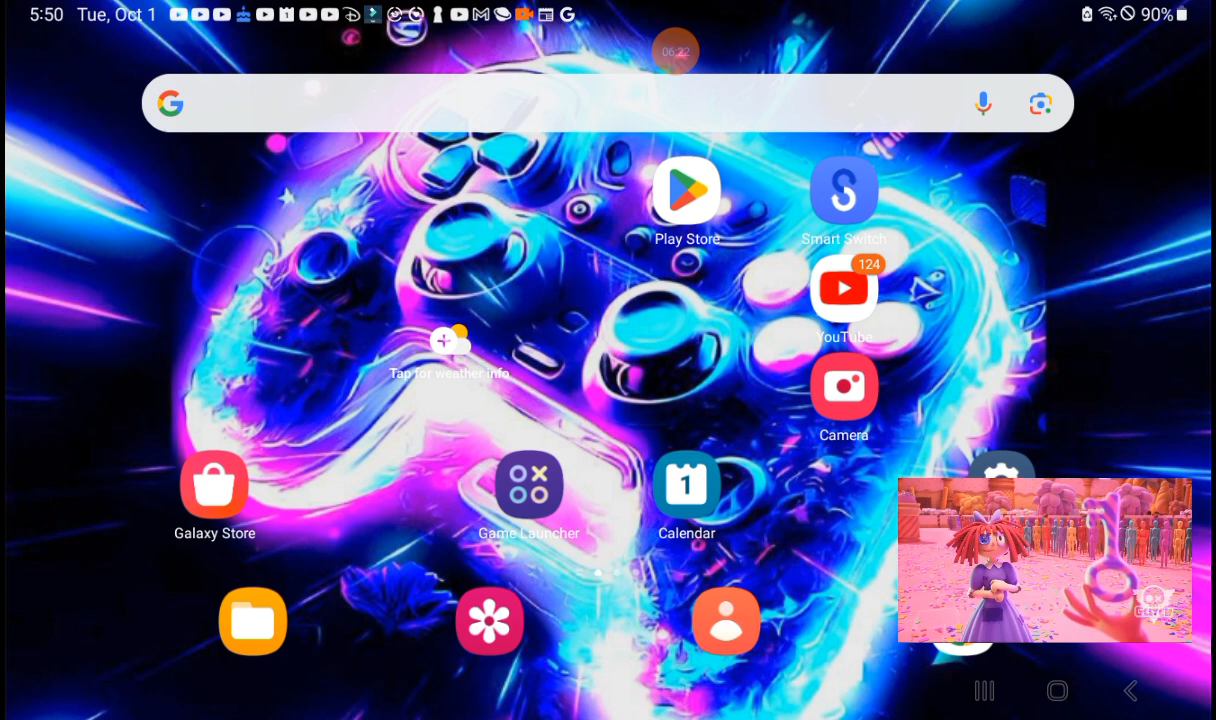 5:50 Tue, Oct 1
1
90%
06:22
Play Store
Smart Switch
124
YouTube
Tap for weather info
Camera
1
Galaxy Store
Game Launcher
Calendar